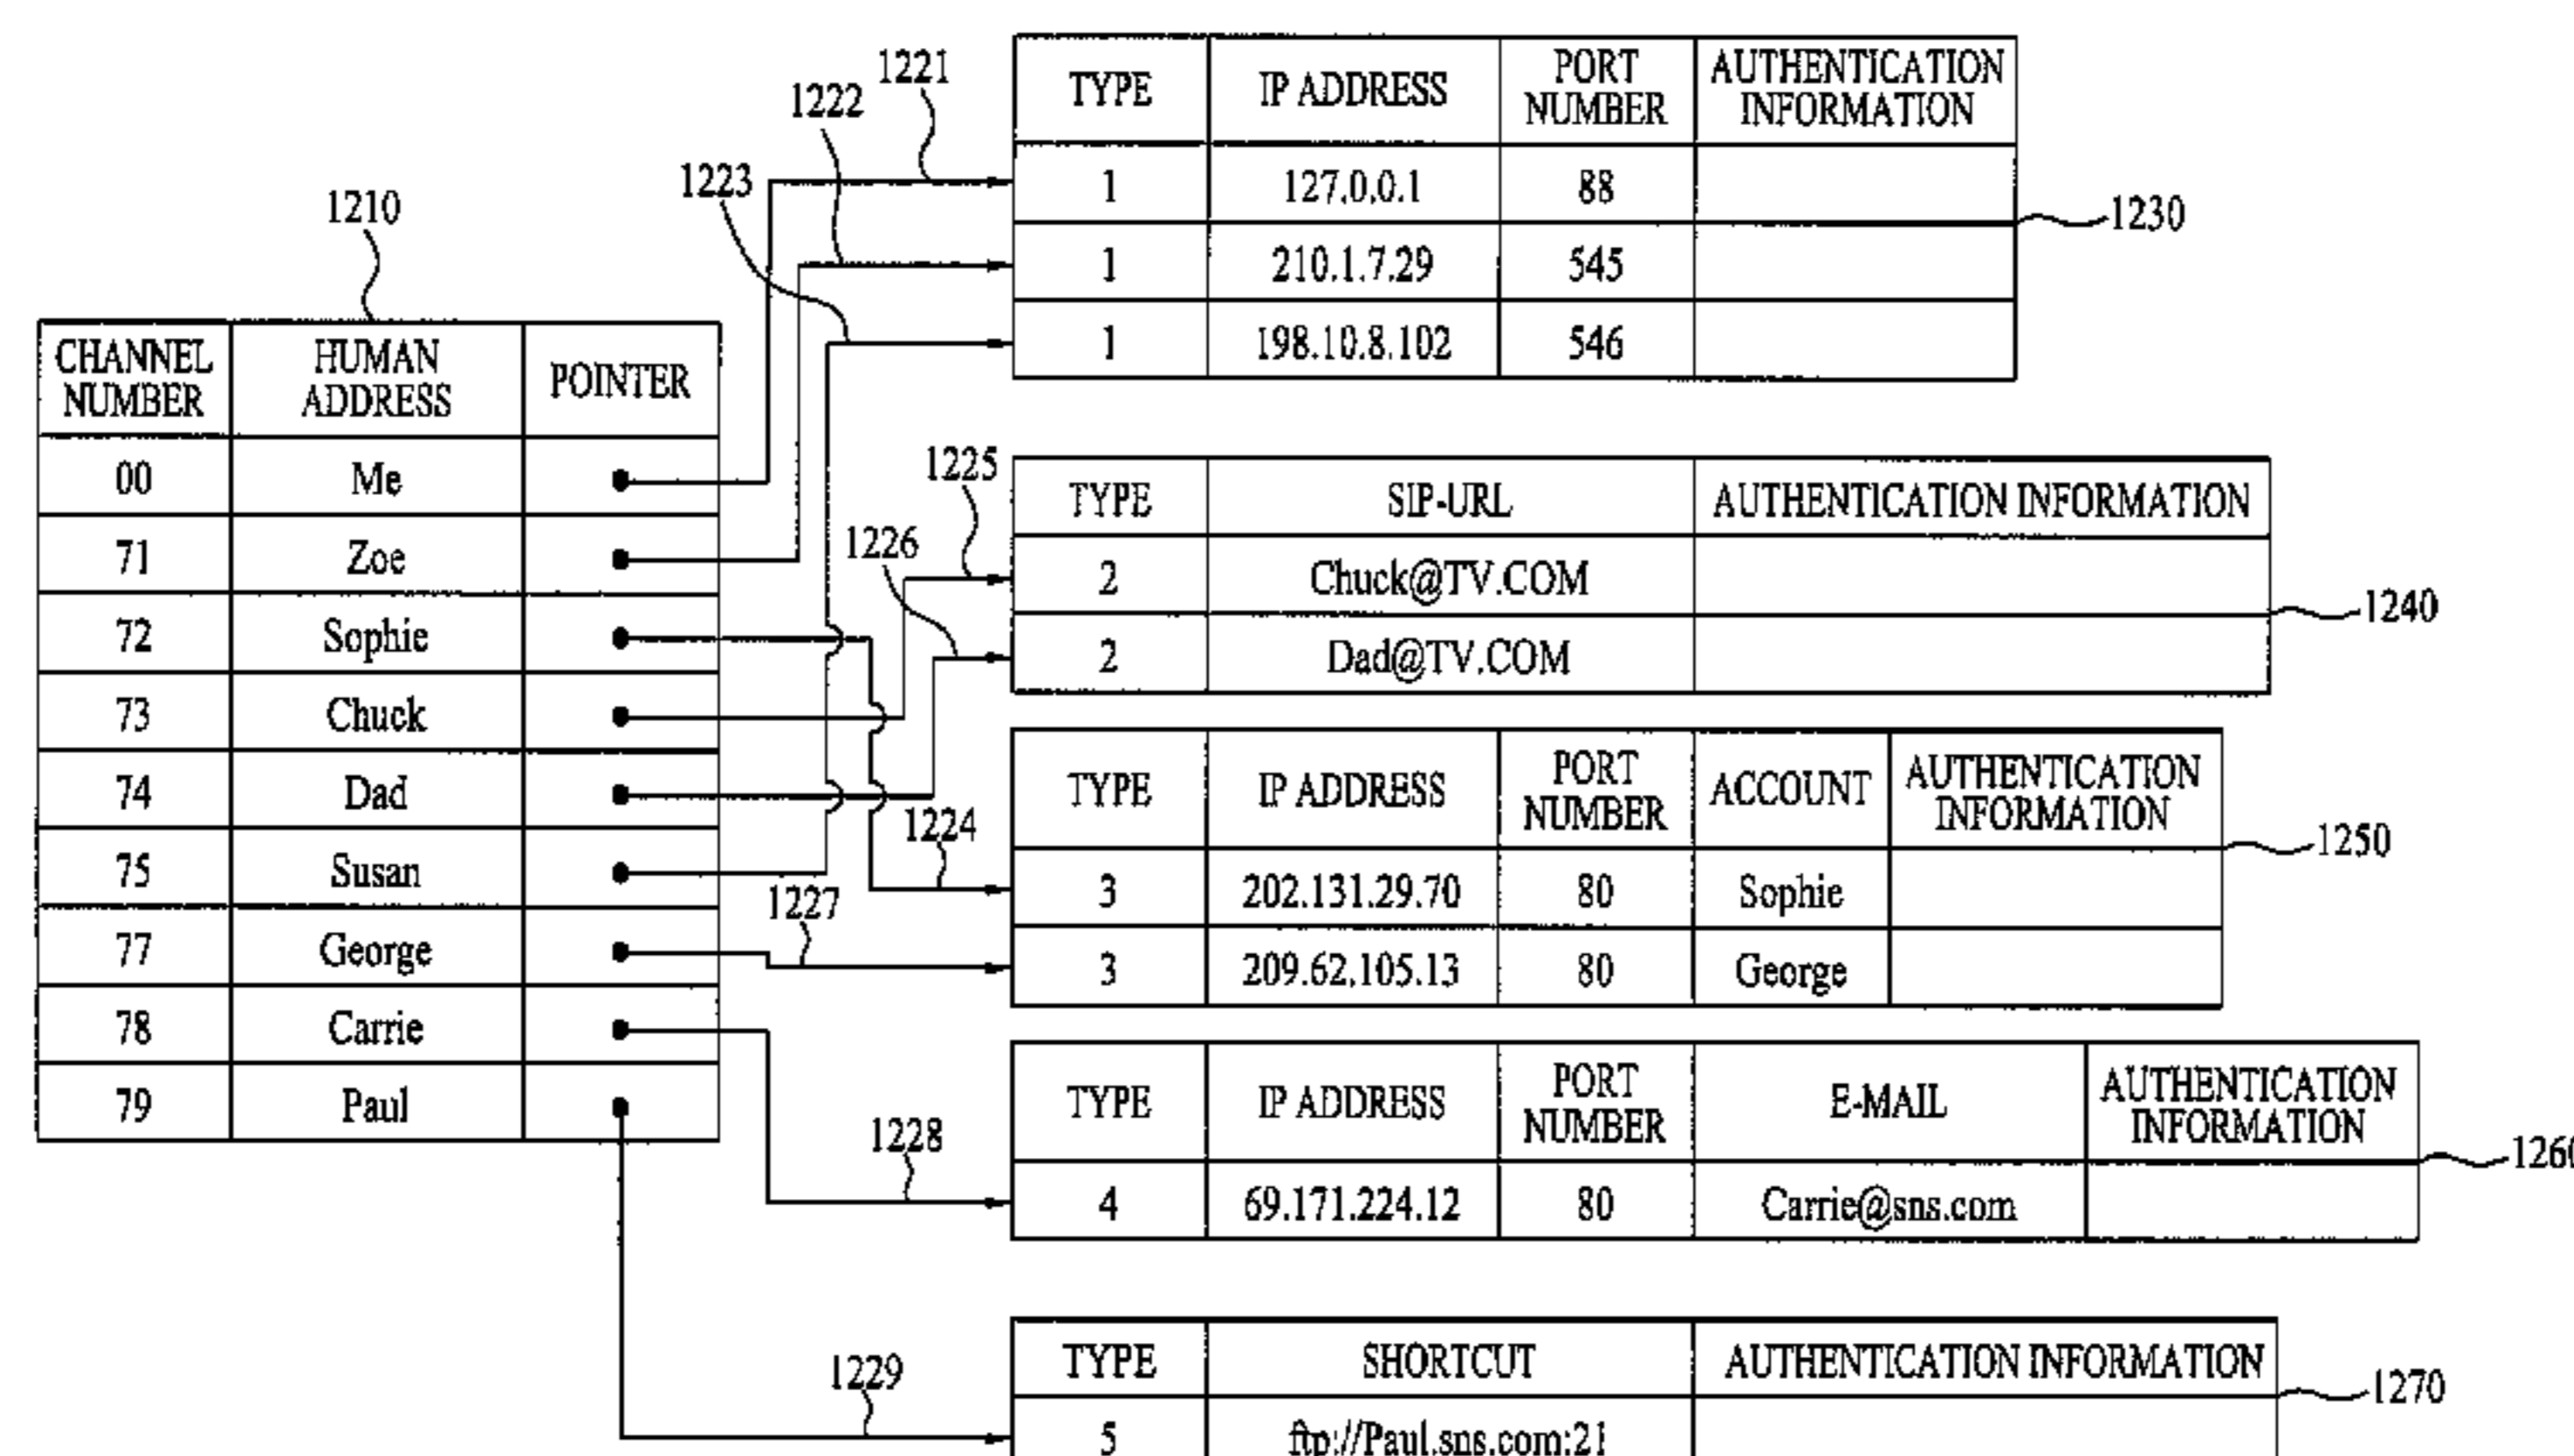 1210
CHANNEL NUMBER HUMAN ADDRESS POINTER
00 Me
71 Zoe
72 Sophie
73 Chuck
74 Dad
75 Susan
77 George
78 Carrie
79 Paul
1221
1222
1223
1225
1226
1224
1227
1228
1229
TYPE IP ADDRESS PORT NUMBER AUTHENTICATION INFORMATION
1 127.0.0.1 88
1 210.1.7.29 545
1 198.10.8.102 546
1230
TYPE SIP-URL AUTHENTICATION INFORMATION
2 Chuck@TV.COM
2 Dad@TV.COM
1240
TYPE IP ADDRESS PORT NUMBER ACCOUNT AUTHENTICATION INFORMATION
3 202.131.29.70 80 Sophie
3 209.62.105.13 80 George
1250
TYPE IP ADDRESS PORT NUMBER E-MAIL AUTHENTICATION INFORMATION
4 69.171.224.12 80 Carrie@sns.com
1260
TYPE SHORTCUT AUTHENTICATION INFORMATION
5 ftp://Paul.sns.com:21
1270